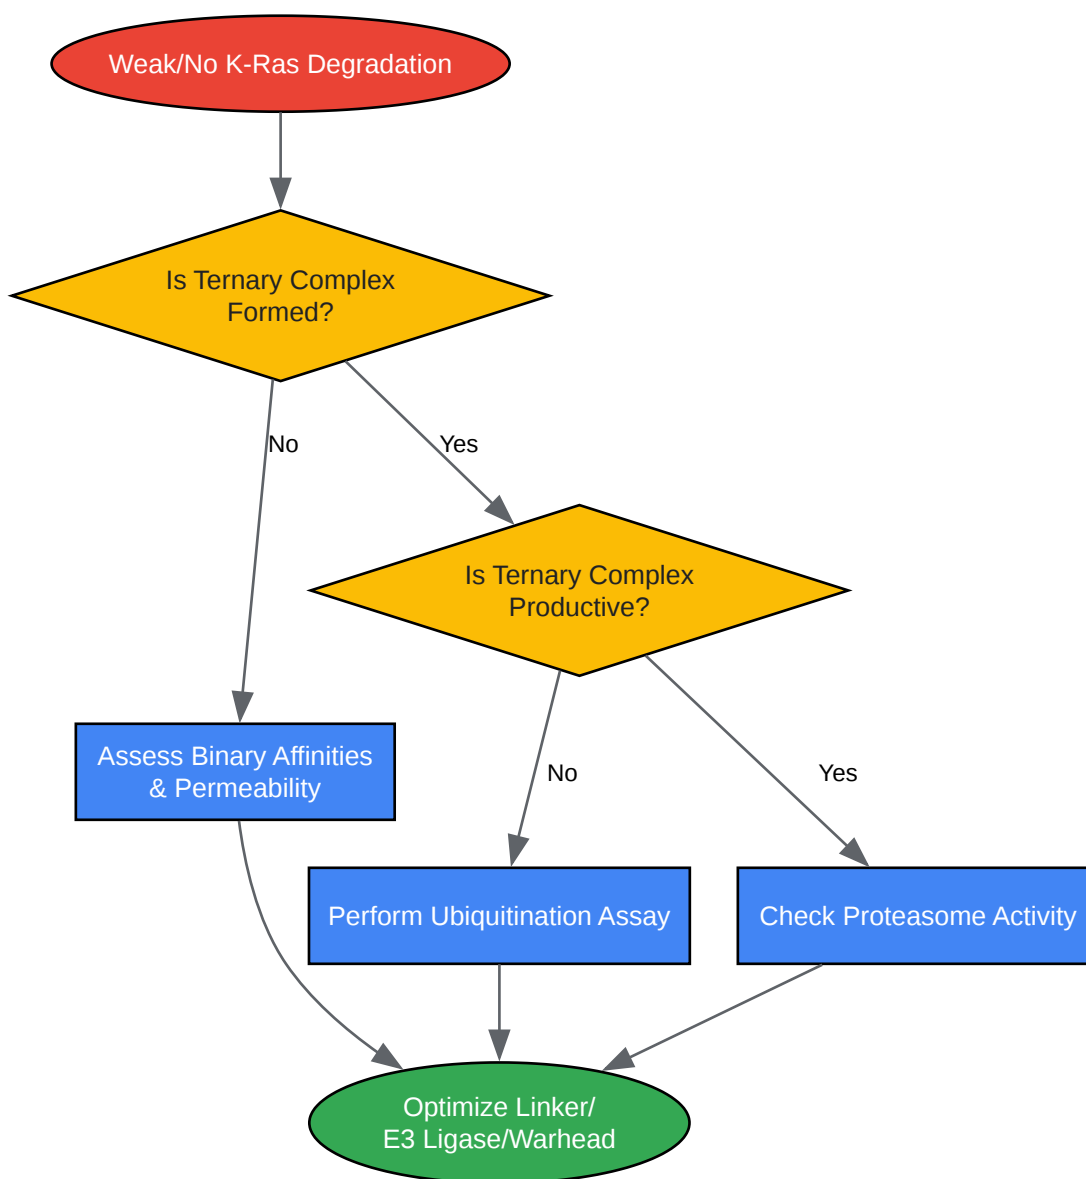 Weak/No K-Ras Degradation
Is Ternary Complex
Formed?
No
Yes
Is Ternary Complex
Productive?
Assess Binary Affinities
& Permeability
No
Yes
Perform Ubiquitination Assay
Check Proteasome Activity
Optimize Linker/
E3 Ligase/Warhead